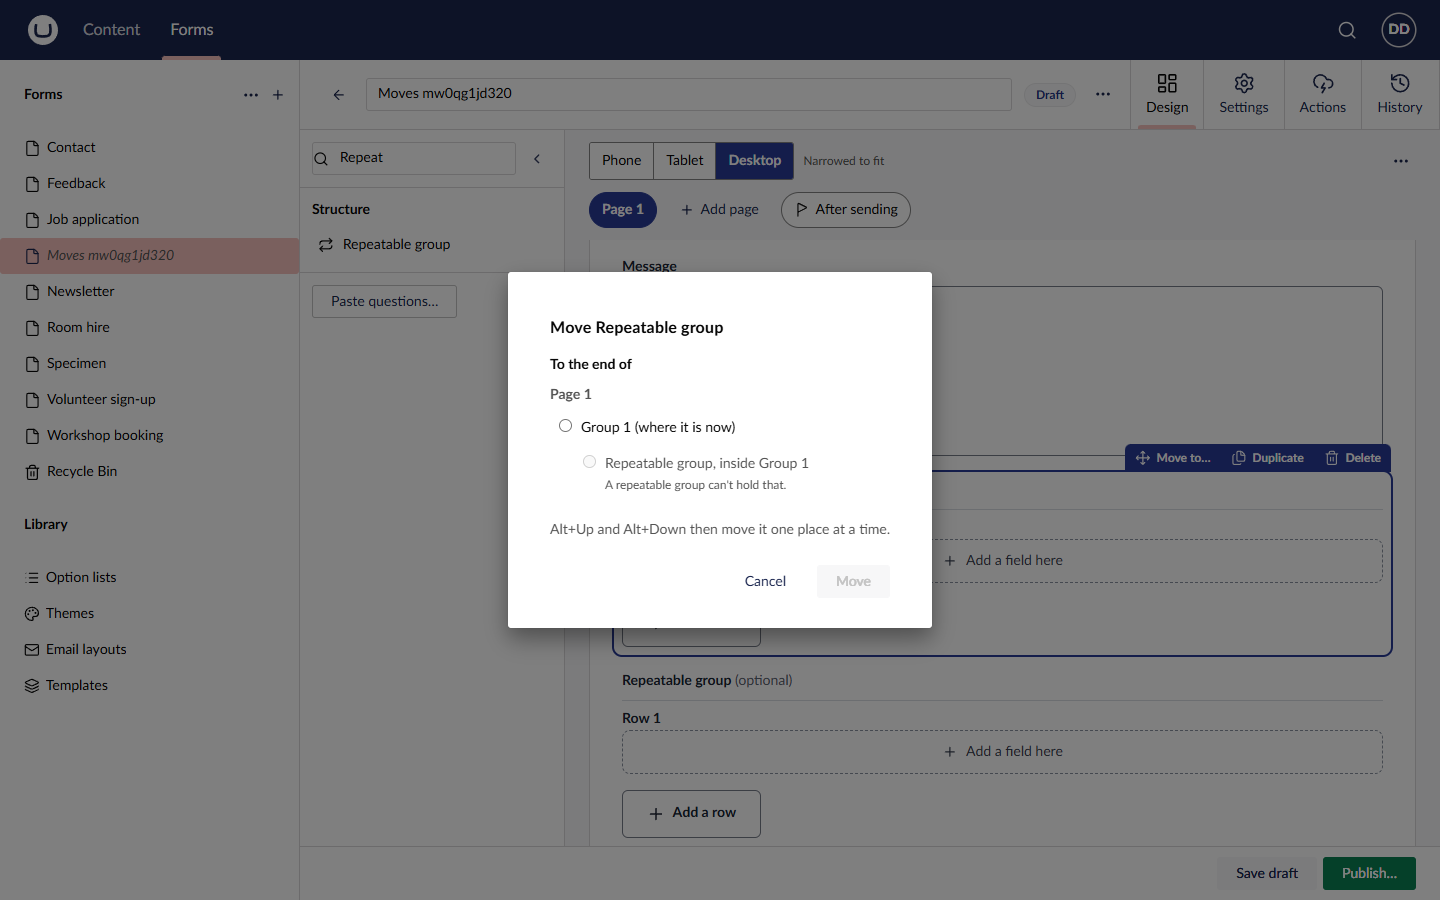 Content
Forms
DD
Forms
Contact
Feedback
Job application
Moves mw0qg1jd320
Newsletter
Room hire
Specimen
Volunteer sign-up
Workshop booking
Recycle Bin
Library
Option lists
Themes
Email layouts
Templates
Moves mw0qg1jd320
Draft
Design
Settings
Actions
History
Repeat
Structure
Repeatable group
Paste questions...
Phone
Tablet
Desktop
Narrowed to fit
Page 1
Add page
After sending
Message
Move to...
Duplicate
Delete
Add a field here
Repeatable group (optional)
Row 1
Add a field here
Add a row
Move Repeatable group
To the end of
Page 1
Group 1 (where it is now)
Repeatable group, inside Group 1
A repeatable group can't hold that.
Alt+Up and Alt+Down then move it one place at a time.
Cancel
Move
Save draft
Publish...